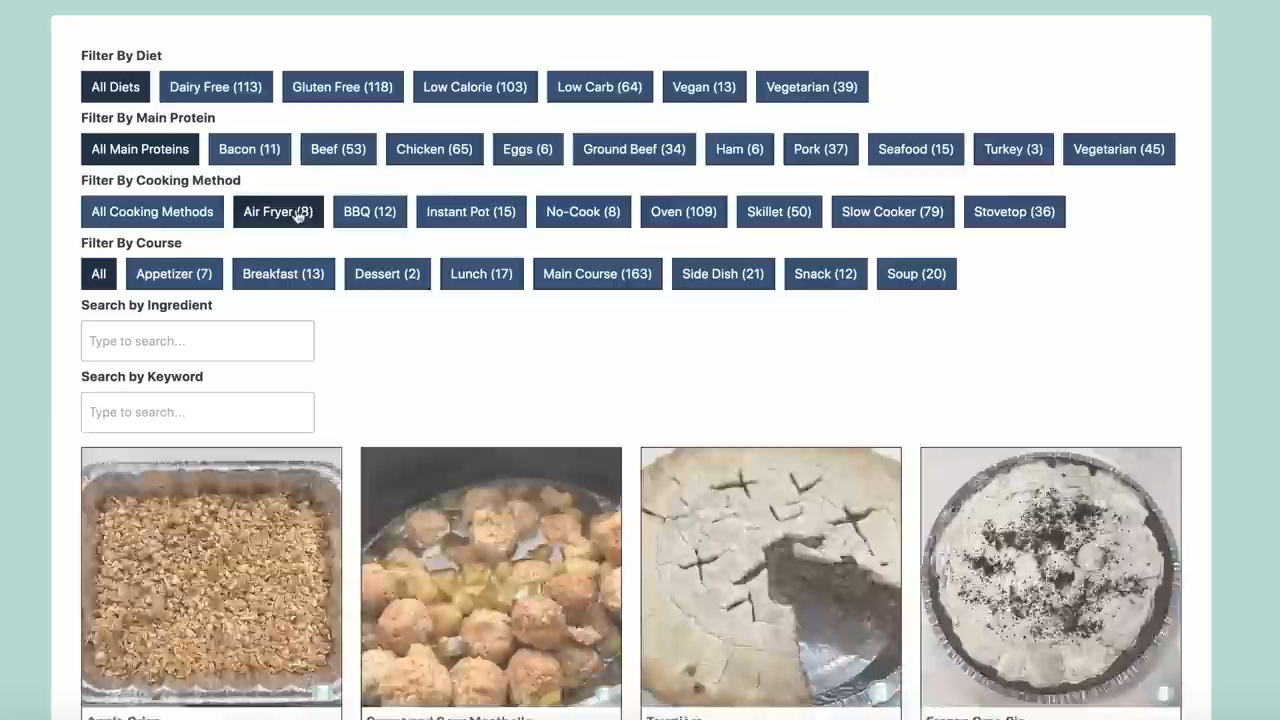 Filter By Diet
All Diets Dairy Free (113) Gluten Free (118) Low Calorie (103) Low Carb (64) Vegan (13) Vegetarian (39)
Filter By Main Protein
All Main Proteins Bacon (11) Beef (53) Chicken (65) Eggs (6) Ground Beef (34) Ham (6) Pork (37) Seafood (15) Turkey (3) Vegetarian (45)
Filter By Cooking Method
All Cooking Methods Air Fryer (8) BBQ (12) Instant Pot (15) No-Cook (8) Oven (109) Skillet (50) Slow Cooker (79) Stovetop (36)
Filter By Course
All Appetizer (7) Breakfast (13) Dessert (2) Lunch (17) Main Course (163) Side Dish (21) Snack (12) Soup (20)
Search by Ingredient
Type to search...
Search by Keyword
Type to search...